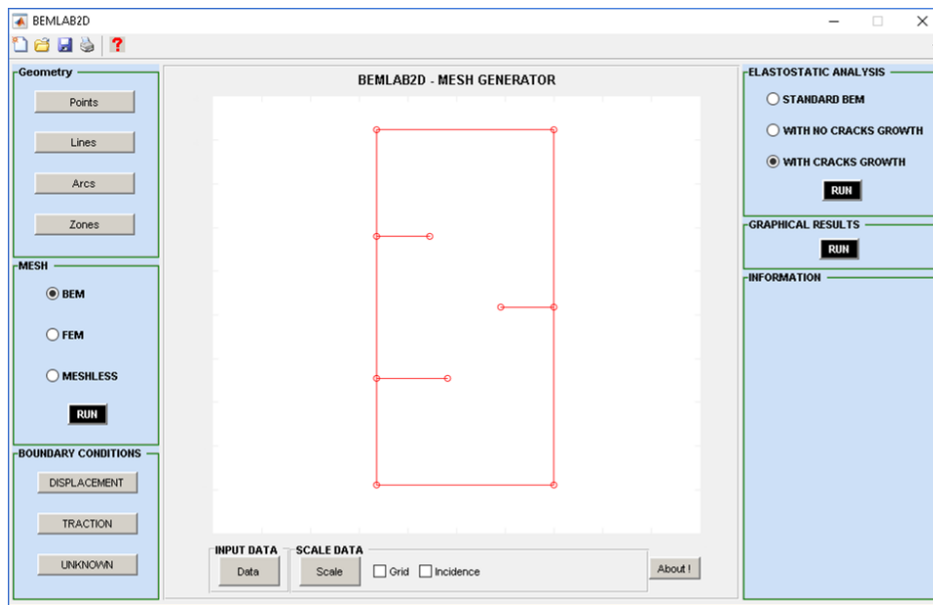 BEMLAB2D
Geometry
Points
Lines
Arcs
Zones
MESH
BEM
FEM
MESHLESS
RUN
BOUNDARY CONDITIONS
DISPLACEMENT
TRACTION
UNKNOWN
BEMLAB2D - MESH GENERATOR
INPUT DATA
Data
SCALE DATA
Scale
Grid
Incidence
About !
ELASTOSTATIC ANALYSIS
STANDARD BEM
WITH NO CRACKS GROWTH
WITH CRACKS GROWTH
RUN
GRAPHICAL RESULTS
RUN
INFORMATION